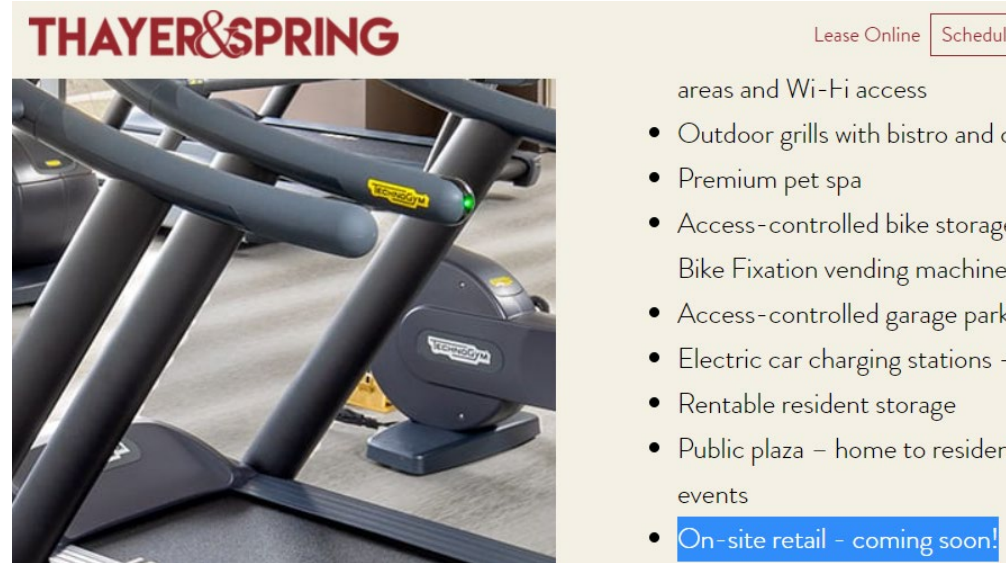 THAYER&SPRING
Lease Online
Schedul
areas and Wi-Fi access
• Outdoor grills with bistro and
• Premium pet spa
• Access-controlled bike storage
Bike Fixation vending machine
• Access-controlled garage park
• Electric car charging stations -
• Rentable resident storage
• Public plaza – home to residen
events
• On-site retail - coming soon!
TECHNOGYM
TECHNOGYM